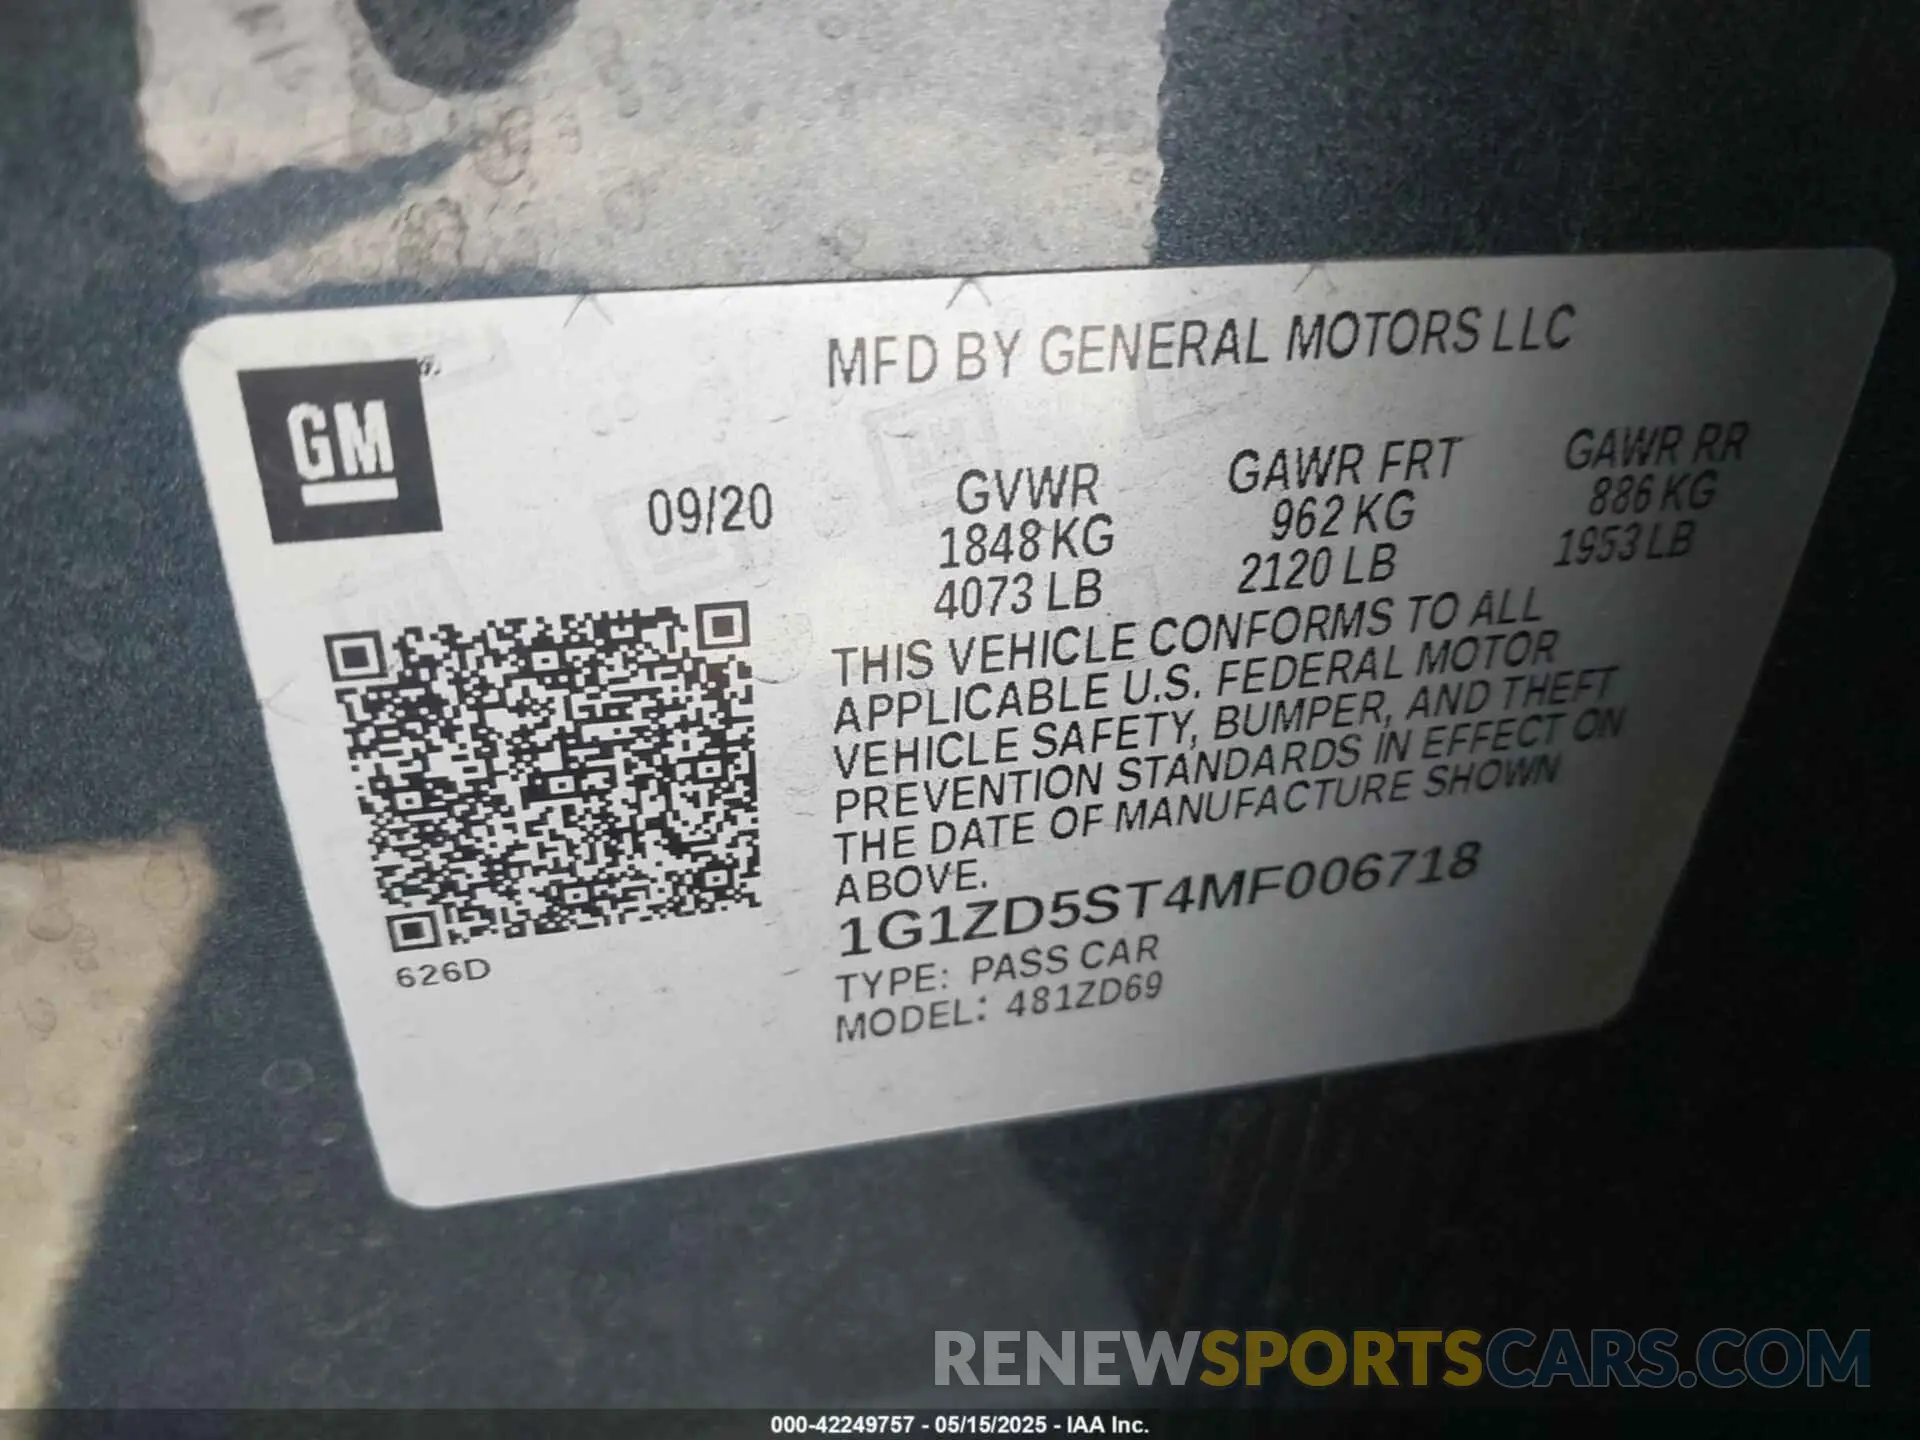 MFD BY GENERAL MOTORS LLC
GM
09/20
GVWR
1848 KG
4073 LB
GAWR FRT
962 KG
2120 LB
GAWR RR
886 KG
1953 LB
THIS VEHICLE CONFORMS TO ALL
APPLICABLE U.S. FEDERAL MOTOR
VEHICLE SAFETY, BUMPER, AND THEFT
PREVENTION STANDARDS IN EFFECT ON
THE DATE OF MANUFACTURE SHOWN
ABOVE.
1G1ZD5ST4MF006718
TYPE: PASS CAR
MODEL: 481ZD69
626D
RENEWSPORTSCARS.COM
000-42249757 - 05/15/2025 - IAA Inc.